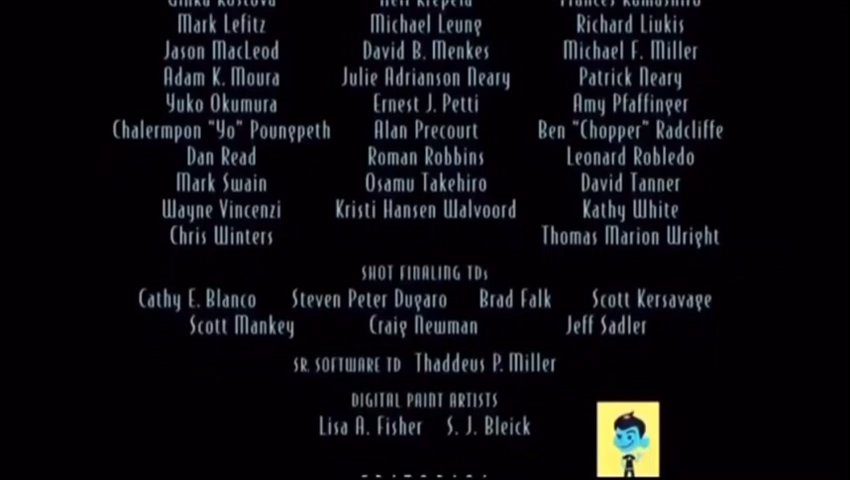 Mark Lefitz Michael Leung Richard Liukis
Jason MacLeod David B. Menkes Michael F. Miller
Adam K. Moura Julie Adrianson Neary Patrick Neary
Yuko Okumura Ernest J. Petti Amy Pfaffinger
Chalermpon "Yo" Poungpeth Alan Precourt Ben "Chopper" Radcliffe
Dan Read Roman Robbins Leonard Robledo
Mark Swain Osamu Takehiro David Tanner
Wayne Vincenzi Kristi Hansen Walvoord Kathy White
Chris Winters Thomas Marion Wright
SHOT FINALING TDs
Cathy E. Blanco Steven Peter Dugaro Brad Falk Scott Kersavage
Scott Mankey Craig Newman Jeff Sadler
SR. SOFTWARE TD Thaddeus P. Miller
DIGITAL PAINT ARTISTS
Lisa A. Fisher S. J. Bleick